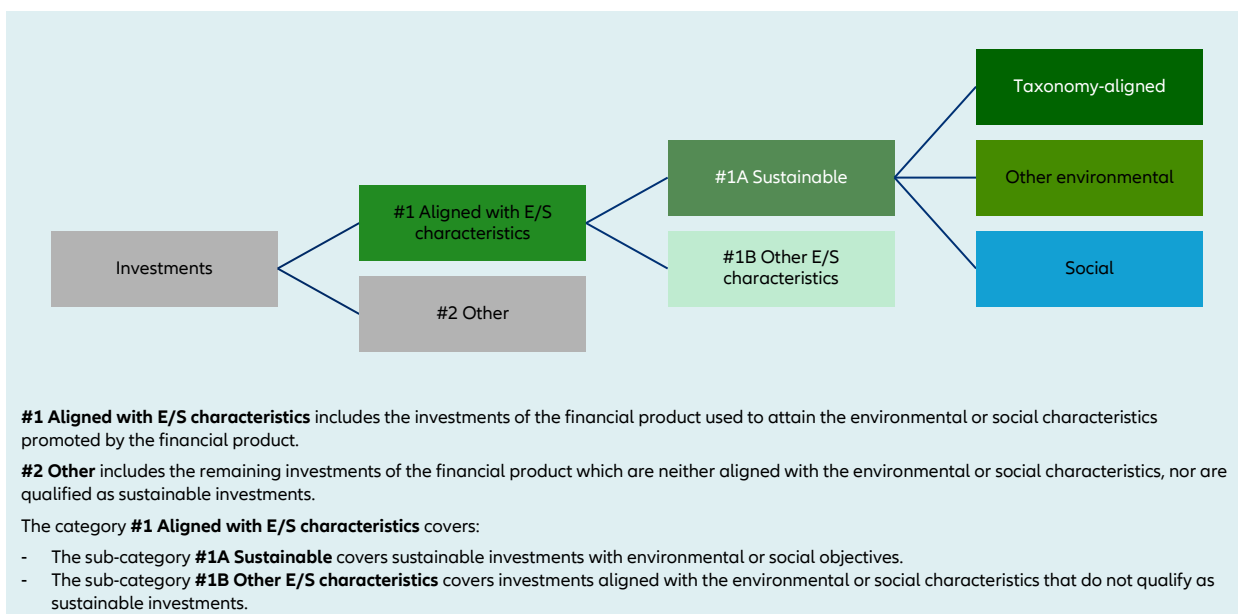 Taxonomy-aligned
#1A Sustainable
Other environmental
#1 Aligned with E/S
characteristics
Investments
#1B Other E/S
characteristics
Social
#2 Other
#1 Aligned with E/S characteristics includes the investments of the financial product used to attain the environmental or social characteristics
promoted by the financial product.
#2 Other includes the remaining investments of the financial product which are neither aligned with the environmental or social characteristics, nor are
qualified as sustainable investments.
The category #1 Aligned with E/S characteristics covers:
- The sub-category #1A Sustainable covers sustainable investments with environmental or social objectives.
- The sub-category #1B Other E/S characteristics covers investments aligned with the environmental or social characteristics that do not qualify as
sustainable investments.